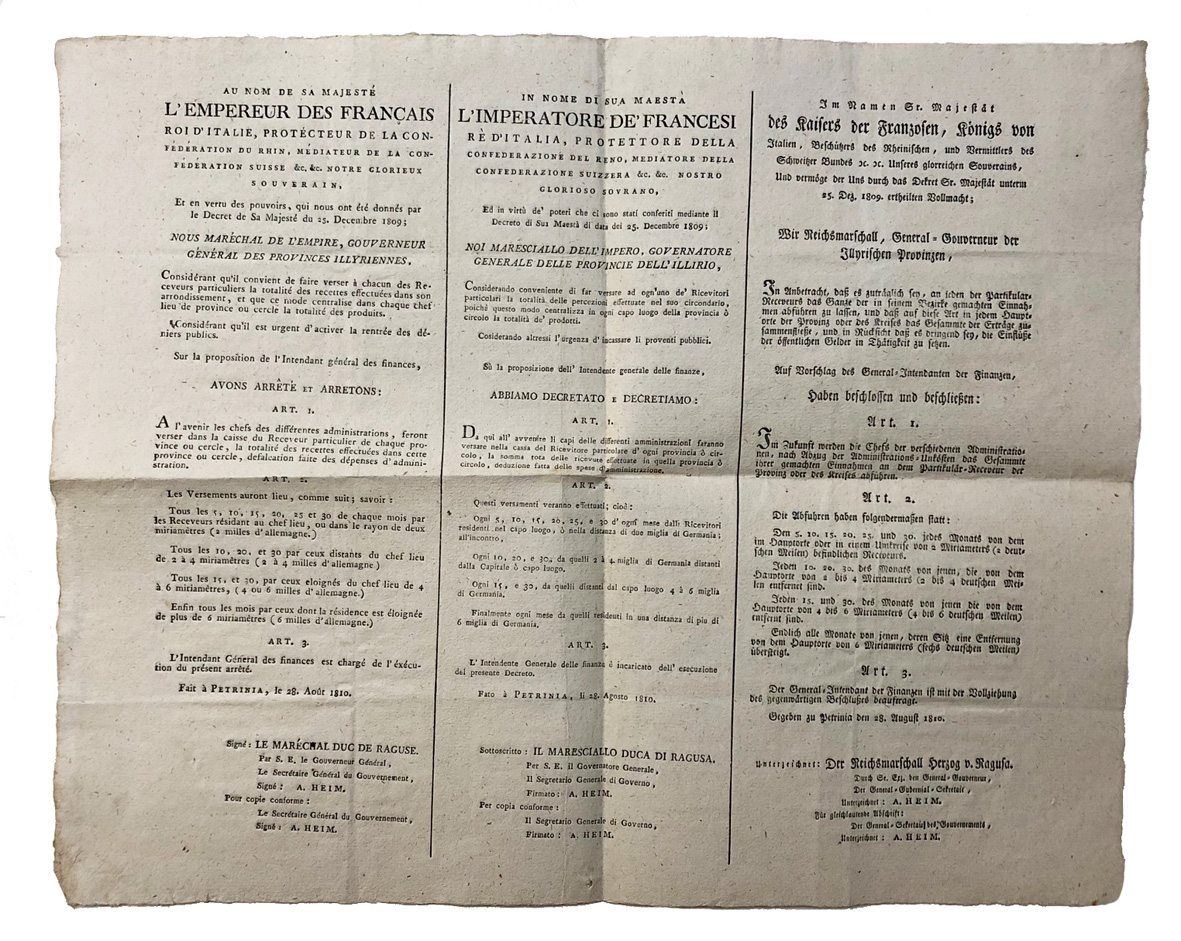 AU NOM DE SA MAJESTÉ
L'EMPEREUR DES FRANÇAIS
ROI D'ITALIE, PROTÉCTEUR DE LA CON-
FÉDÉRATION DU RHIN, MÉDIATEUR DE LA CON-
FÉDÉRATION SUISSE &c. &c. NOTRE GLORIEUX
SOUVERAIN,
Et en verru des pouvoirs, qui nous ont été donnés par
le Decret de Sa Majesté du 25. Decembre 1809;
NOUS MARÉCHAL DE L'EMPIRE, GOUVERNEUR
GÉNÉRAL DES PROVINCES ILLYRIENNES,
Considérant qu'il convient de faire verser à chacun des Re-
ceveurs particuliers la totalité des recettes effectuées dans son
arrondissement, et que ce mode centralise dans chaque chef
lieu de province ou cercle la totalité des produits.
Considérant qu'il est urgent d'activer la rentrée des dé-
niers publics.
Sur la proposition de l'Intendant général des finances,
AVONS ARRÊTÉ ET ARRETONS:
ART. 1.
A l'avenir les chefs des différentes administrations, feront
verser dans la caisse du Receveur particulier de chaque pro-
vince ou cercle, la totalité des recettes effectuées dans cette
province ou cercle, défalcation faite des dépenses d'admini-
stration.
ART. 2.
Les Versements auront lieu, comme suit; savoir:
Tous les 5, 10, 15, 20, 25 et 30 de chaque mois par
les Receveurs résidant au chef lieu, ou dans le rayon de deux
miriamètres (2 milles d'allemagne.)
Tous les 10, 20, et 30 par ceux distants du chef lieu
de 2 à 4 miriamètres (2 à 4 milles d'allemagne)
Tous les 15, et 30, par ceux eloignés du chef lieu de 4
à 6 miriamètres, (4 ou 6 milles d'allemagne.)
Enfin tous les mois par ceux dont la résidence est éloignée
de plus de 6 miriamètres (6 milles d'allemagne.)
ART. 3.
L'Intendant Géneral des finances est chargé de l'éxécu-
tion du présent arrêté.
Fait à PETRINIA, le 28. Août 1810.
Signé: LE MARÉCHAL DUC DE RAGUSE.
Par S. E. le Gouverneur Général,
Le Secrétaire Général du Gouvernement,
Signé: A. HEIM.
Pour copie conforme:
Le Secrétaire Général du Gouvernement,
Signé: A. HEIM.
IN NOME DI SUA MAESTÀ
L'IMPERATORE DE' FRANCESI
RÈ D'ITALIA, PROTETTORE DELLA
CONFEDERAZIONE DEL RENO, MEDIATORE DELLA
CONFEDERAZIONE SUIZZERA &c. &c. NOSTRO
GLORIOSO SOVRANO,
Ed in virtù de' poteri che ci sono stati conferiti mediante il
Decreto di Sua Maestà di data dei 25. Decembre 1809;
NOI MARESCIALLO DELL'IMPERO, GOVERNATORE
GENERALE DELLE PROVINCIE DELL'ILLIRIO,
Considerando conveniente di far versare ad ogn'uno de' Ricevitori
particolari la totalità delle percezioni effettuate nel suo circondario,
poichè questo modo centralizza in ogni capo luogo della provincia ò
circolo la totalità de' prodotti.
Cosiderando altressì l'urgenza d'incassare li proventi pubblici.
Sù la proposizione dell' Intendente generale delle finanze,
ABBIAMO DECRETATO E DECRETIAMO:
ART. 1.
Da qui all' avvenire li capi delle differenti amministrazioni faranno
versare nella cassa del Ricevitore particolare d' ogni provincia ò cir-
colo, la somma tota delle ricevute effettuate in quella provincia ò
circolo, deduzione fatta delle spese d'amministrazione.
ART. 2.
Questi versamenti veranno effettuati; cioè:
Ogni 5, 10, 15, 20, 25, e 30 d'ogni mese dalli Ricevitori
residenti nel capo luogo, ò nella distanza di due miglia di Germania;
all'incontro,
Ogni 10, 20, e 30, da quelli 2 à 4 miglia di Germania distanti
dalla Capitale ò capo luogo.
Ogni 15, e 30, da quelli distanti dal capo luogo 4 à 6 miglia
di Germania.
Finalmente ogni mese da quelli residenti in una distanza di piu di
6 miglia di Germania,
ART. 3.
L' Intendente Generale delle finanze è incaricato dell' esecuzione
del presente Decreto.
Fato à PETRINIA, li 28. Agosto 1810.
Sottoscritto: IL MARESCIALLO DUCA DI RAGUSA.
Per S. E. il Governatore Generale,
Il Segretario Generale di Governo,
Firmato: A. HEIM.
Per copia conforme:
Il Segretario Generale di Governo,
Firmato: A. HEIM.
Im Namen Sr. Majestät
des Kaisers der Franzosen, Königs von
Italien, Beschützers des Rheinischen, und Vermittlers des
Schweitzer Bundes ꝛc. ꝛc. Unseres glorreichen Souverains,
Und vermöge der Uns durch das Dekret Sr. Majestät unterm
25. Dez. 1809. ertheilten Vollmacht;
Wir Reichsmarschall, General-Gouverneur der
Illyrischen Provinzen,
In Anbetracht, daß es zuträglich sey, an jeden der Partikular-
Receveurs das Ganze der in seinem Bezirke gemachten Einnah-
men abführen zu lassen, und daß auf diese Art in jedem Haupt-
orte der Provinz oder des Kreises das Gesammte der Erträge zu-
sammenfließe, und in Rücksicht daß es dringend sey, die Einflüße
der öffentlichen Gelder in Thätigkeit zu setzen.
Auf Vorschlag des General-Intendanten der Finanzen,
Haben beschlossen und beschließen:
Art. 1.
Im Zukunft werden die Chefs der verschiedenen Administratio-
nen, nach Abzug der Administrations-Unkösten das Gesammte
ihrer gemachten Einnahmen an dem Partikulär-Receveur der
Provinz oder des Kreises abführen.
Art. 2.
Die Abfuhren haben folgendermaßen statt:
Den 5. 10. 15. 20. 25. und 30. jedes Monats von dem
im Hauptorte oder in einem Umkreise von 2 Miriameters (2 deut-
schen Meilen) befindlichen Receveurs.
Jeden 10. 20. 30. des Monats von jenen, die von dem
Hauptorte von 2 bis 4 Miriameters (2 bis 4 deutschen Mei-
len entfernet sind.
Jeden 15. und 30. des Monats von jenen die von dem
Hauptorte von 4 bis 6 Miriameters (4 bis 6 deutschen Meilen)
entfernt sind.
Endlich alle Monate von jenen, deren Sitz eine Entfernung
von dem Hauptorte von 6 Miriameters (sechs deutschen Meilen)
übersteigt.
Art. 3.
Der General-Intendant der Finanzen ist mit der Vollziehung
des gegenwärtigen Beschlußes beauftragt.
Gegeben zu Petrinia den 28. August 1810.
Unterzeichnet: Der Reichsmarschall Herzog v. Ragusa.
Durch Se. Erz. den General-Gouverneur,
Der General-Gubernial-Sekertair,
Unterzeichnet: A. HEIM.
Für gleichlautende Abschrift:
Der General-Sekertair des Gouvernements,
Unterzeichnet: A. HEIM.